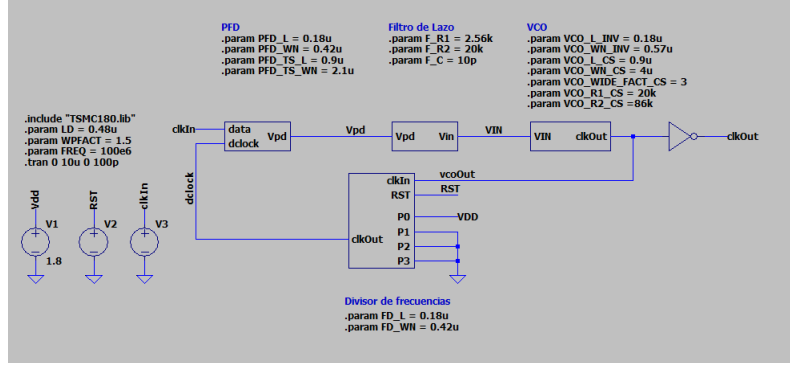 PFD
.param PFD_L = 0.18u
.param PFD_WN = 0.42u
.param PFD_TS_L = 0.9u
.param PFD_TS_WN = 2.1u
Filtro de Lazo
.param F_R1 = 2.56k
.param F_R2 = 20k
.param F_C = 10p
VCO
.param VCO_L_INV = 0.18u
.param VCO_WN_INV = 0.57u
.param VCO_L_CS = 0.9u
.param VCO_WN_CS = 4u
.param VCO_WIDE_FACT_CS = 3
.param VCO_R1_CS = 20k
.param VCO_R2_CS =86k
.include "TSMC180.lib"
.param LD = 0.48u
.param WPFACT = 1.5
.param FREQ = 100e6
.tran 0 10u 0 100p
clkIn
data
dclock
Vpd
Vpd
Vpd
Vin
VIN
VIN
clkOut
clkOut
dclock
clkIn
RST
P0
P1
P2
P3
clkOut
vcoOut
RST
VDD
vdd
V1
1.8
RST
V2
clkIn
V3
Divisor de frecuencias
.param FD_L = 0.18u
.param FD_WN = 0.42u